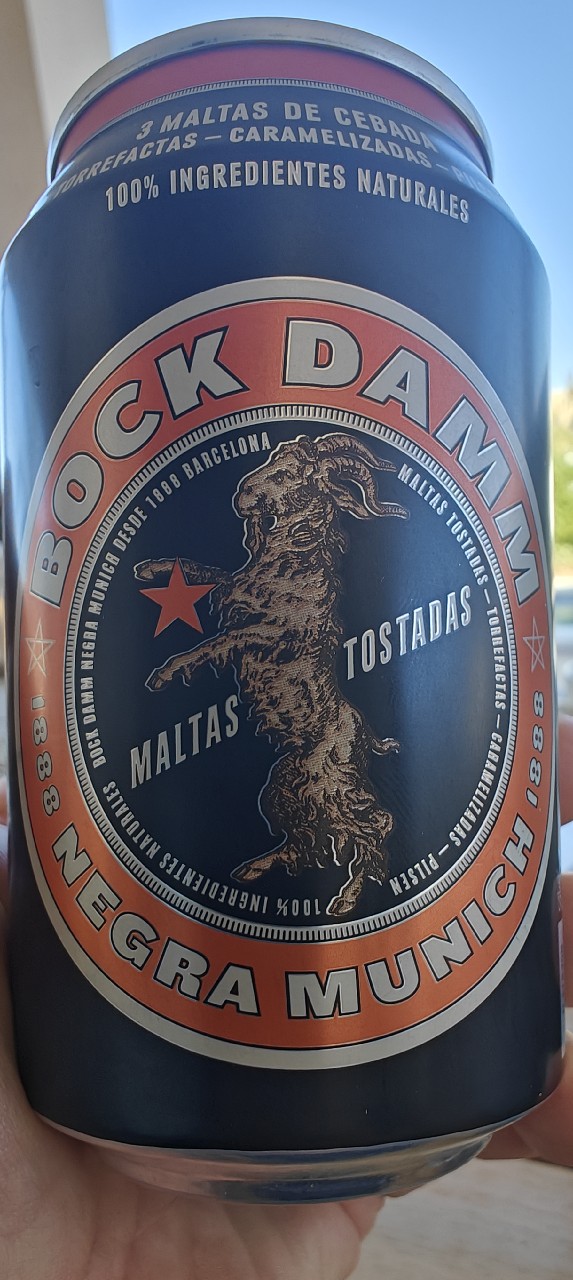 3 MALTAS DE CEBADA
TORREFACTAS – CARAMELIZADAS –
100% INGREDIENTES NATURALES
BOCK DAMM
BOCK DAMM NEGRA MUNICH DESDE 1909 BARCELONA
MALTAS TOSTADAS – TORREFACTAS – CARAMELIZADAS – PILSEN
100% INGREDIENTES NATURALES
MALTAS
TOSTADAS
1888
1888
NEGRA MUNICH